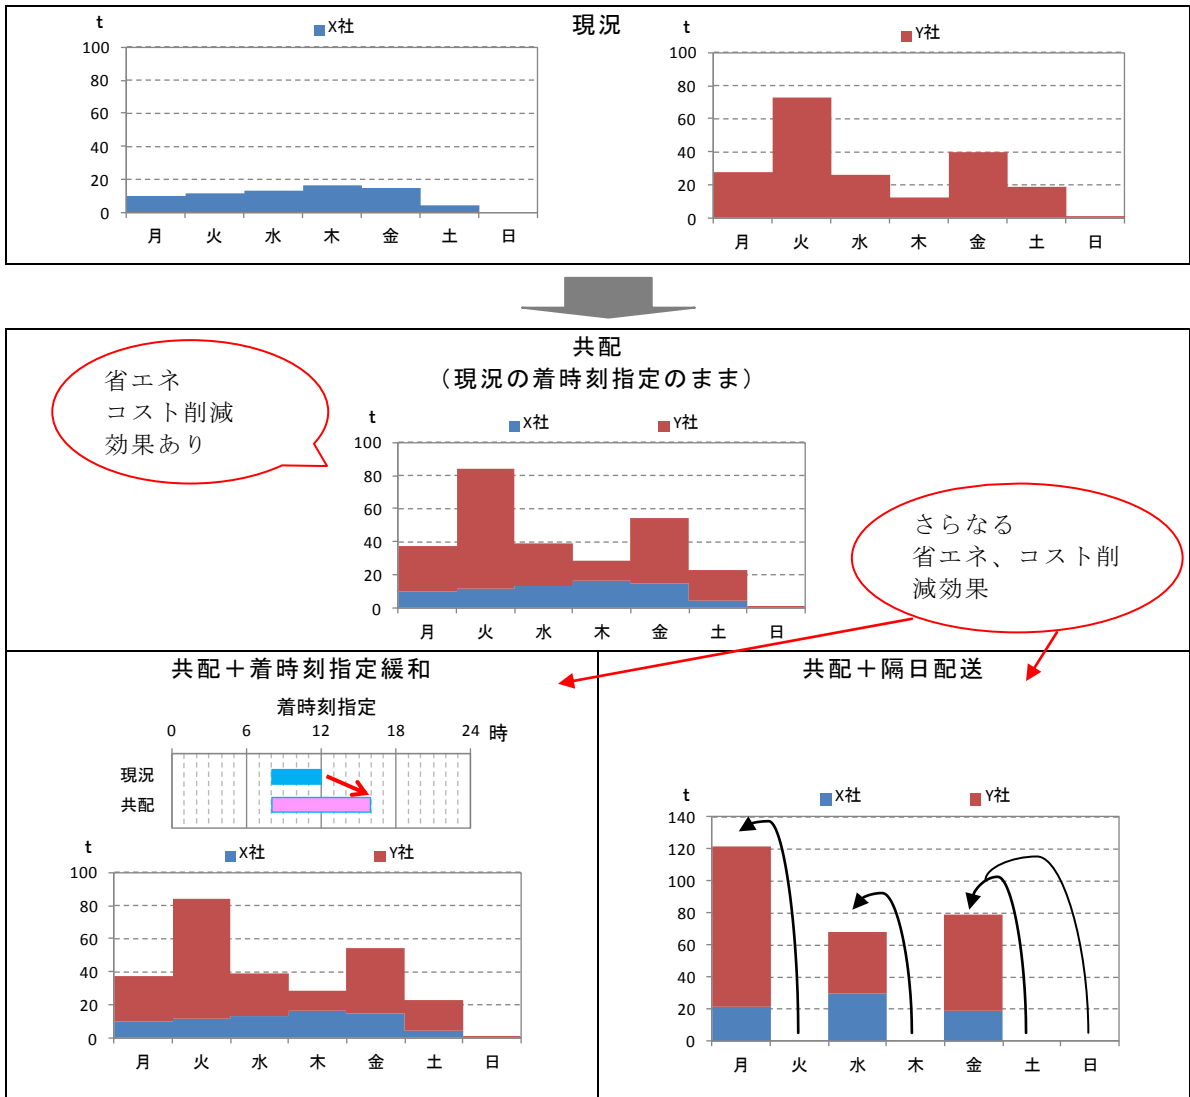 現況
t
X社
100
80
60
40
20
0
月 火 水 木 金 土 日
t
Y社
100
80
60
40
20
0
月 火 水 木 金 土 日
共配
(現況の着時刻指定のまま)
省エネ
コスト削減
効果あり
t
X社 Y社
100
80
60
40
20
0
月 火 水 木 金 土 日
さらなる
省エネ、コスト削
減効果
共配+着時刻指定緩和
着時刻指定
0 6 12 18 24 時
現況
共配
t
X社 Y社
100
80
60
40
20
0
月 火 水 木 金 土 日
共配+隔日配送
t
X社 Y社
140
120
100
80
60
40
20
0
月 火 水 木 金 土 日